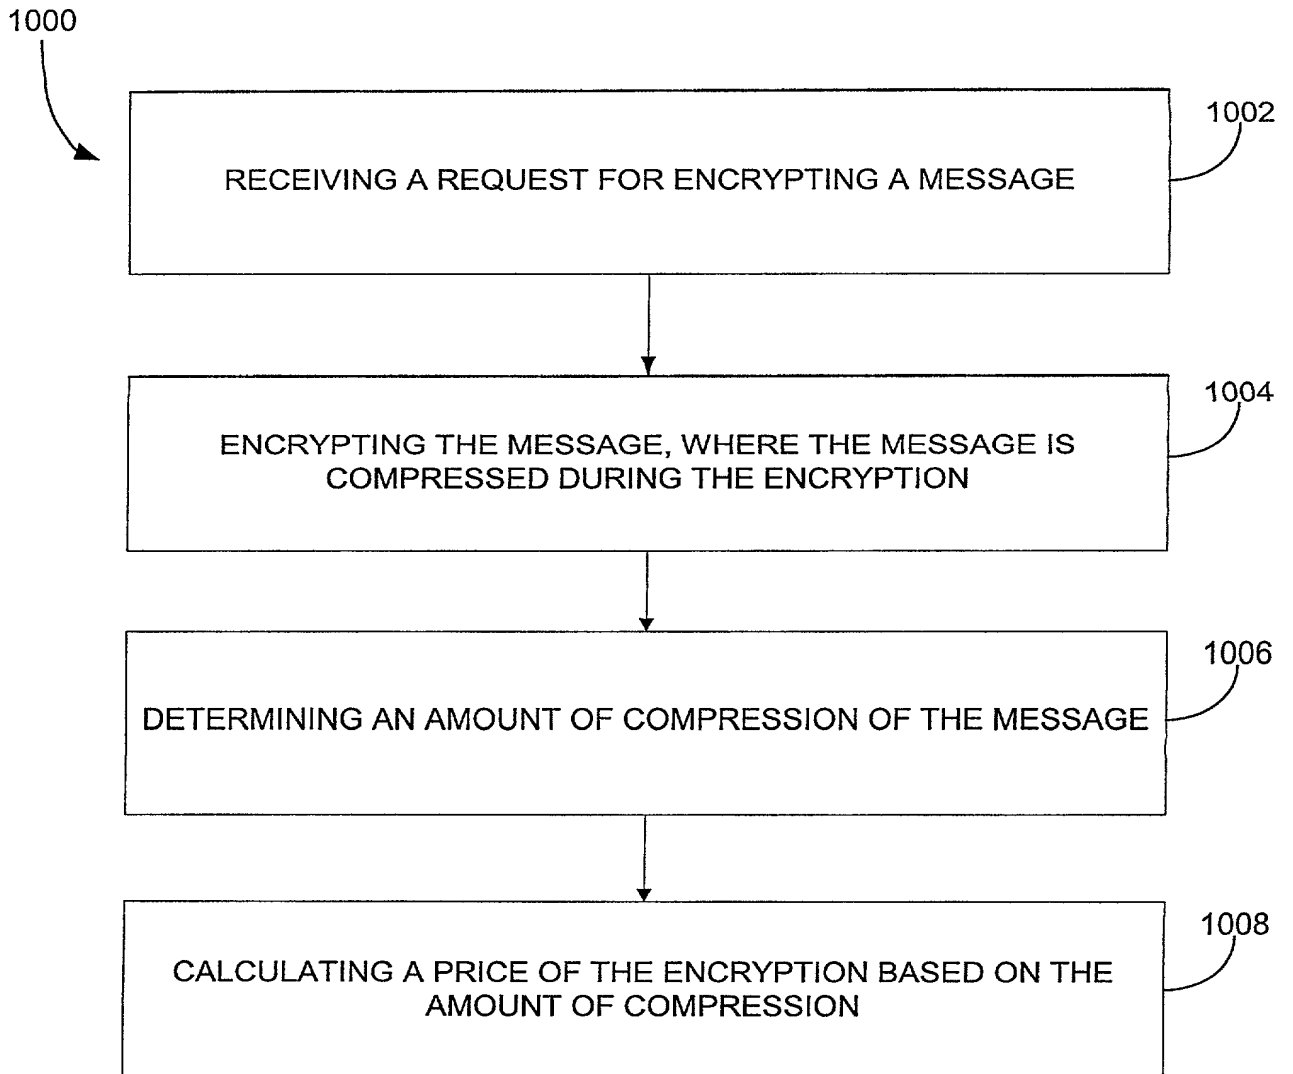 1000
1002
RECEIVING A REQUEST FOR ENCRYPTING A MESSAGE
1004
ENCRYPTING THE MESSAGE, WHERE THE MESSAGE IS
COMPRESSED DURING THE ENCRYPTION
1006
DETERMINING AN AMOUNT OF COMPRESSION OF THE MESSAGE
1008
CALCULATING A PRICE OF THE ENCRYPTION BASED ON THE
AMOUNT OF COMPRESSION